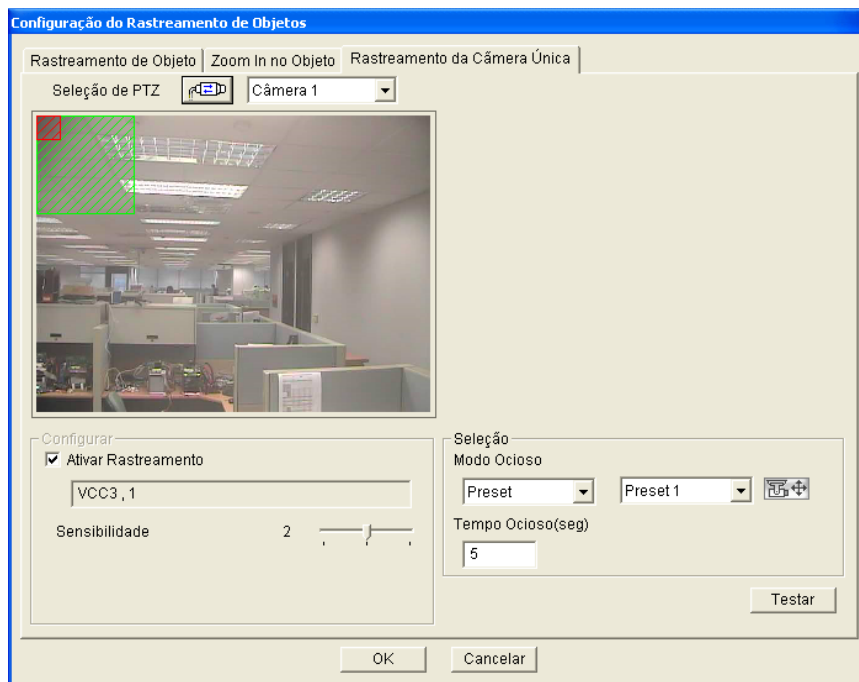 Configuração do Rastreamento de Objetos
Rastreamento de Objeto
Zoom In no Objeto
Rastreamento da Cãmera Única
Seleção de PTZ
Câmera 1
Configurar
Ativar Rastreamento
VCC3 , 1
Sensibilidade
2
Seleção
Modo Ocioso
Preset
Preset 1
Tempo Ocioso(seg)
5
Testar
OK
Cancelar